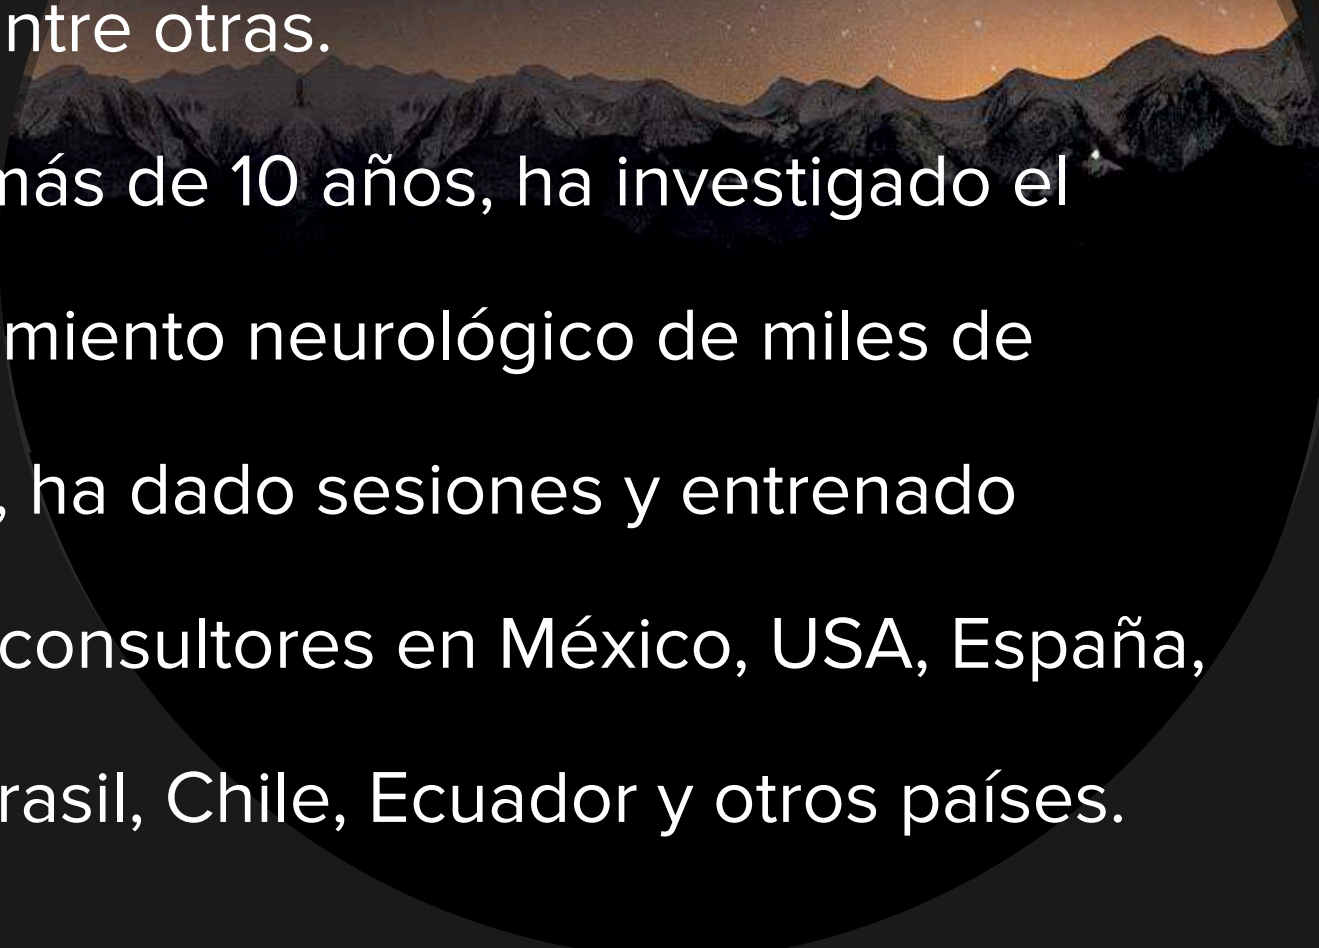 ntre otras.
más de 10 años, ha investigado el
miento neurológico de miles de
, ha dado sesiones y entrenado
consultores en México, USA, España,
rasil, Chile, Ecuador y otros países.